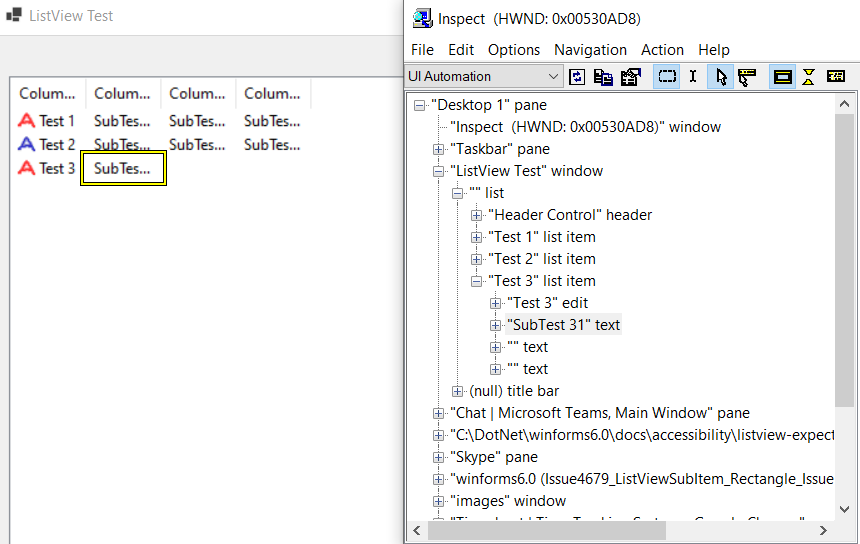 ListView Test
Colum... Colum... Colum... Colum...
Test 1 SubTes... SubTes... SubTes...
Test 2 SubTes... SubTes... SubTes...
Test 3 SubTes...
Inspect (HWND: 0x00530AD8)
File Edit Options Navigation Action Help
UI Automation
"Desktop 1" pane
"Inspect (HWND: 0x00530AD8)" window
"Taskbar" pane
"ListView Test" window
"" list
"Header Control" header
"Test 1" list item
"Test 2" list item
"Test 3" list item
"Test 3" edit
"SubTest 31" text
"" text
"" text
(null) title bar
"Chat | Microsoft Teams, Main Window" pane
"C:\DotNet\winforms6.0\docs\accessibility\listview-expect
"Skype" pane
"winforms6.0 (Issue4679_ListViewSubItem_Rectangle_Issue
"images" window